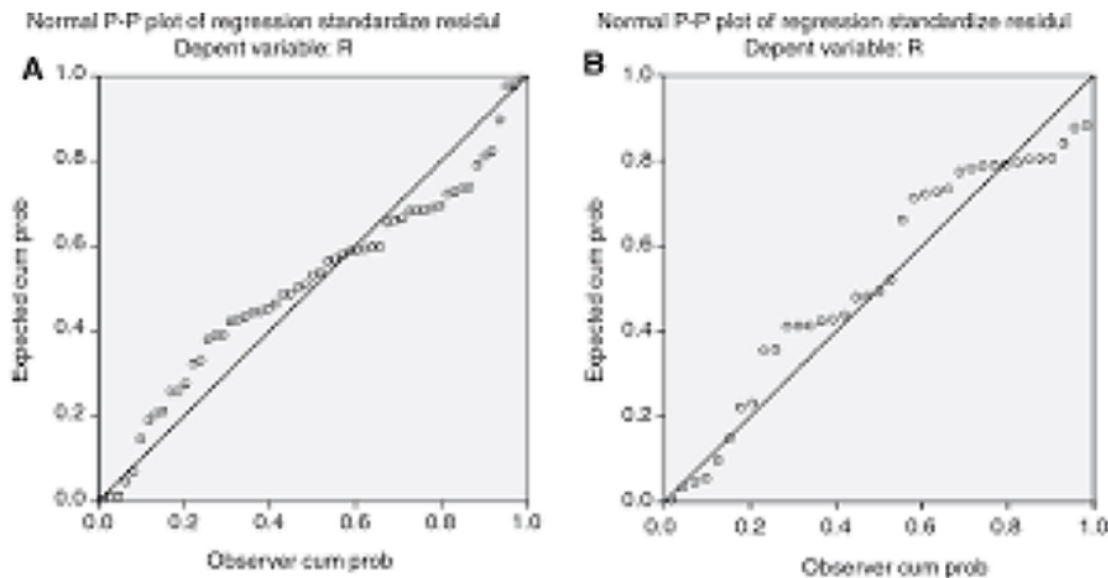 Normal P-P plot of regression standardize residul
Depent variable: R
A
1.0
0.8
0.6
0.4
0.2
0.0
Expected cum prob
0.0 0.2 0.4 0.6 0.8 1.0
Observer cum prob
Normal P-P plot of regression standardize residul
Depent variable: R
B
1.0
0.8
0.6
0.4
0.2
0.0
Expected cum prob
0.0 0.2 0.4 0.6 0.8 1.0
Observer cum prob